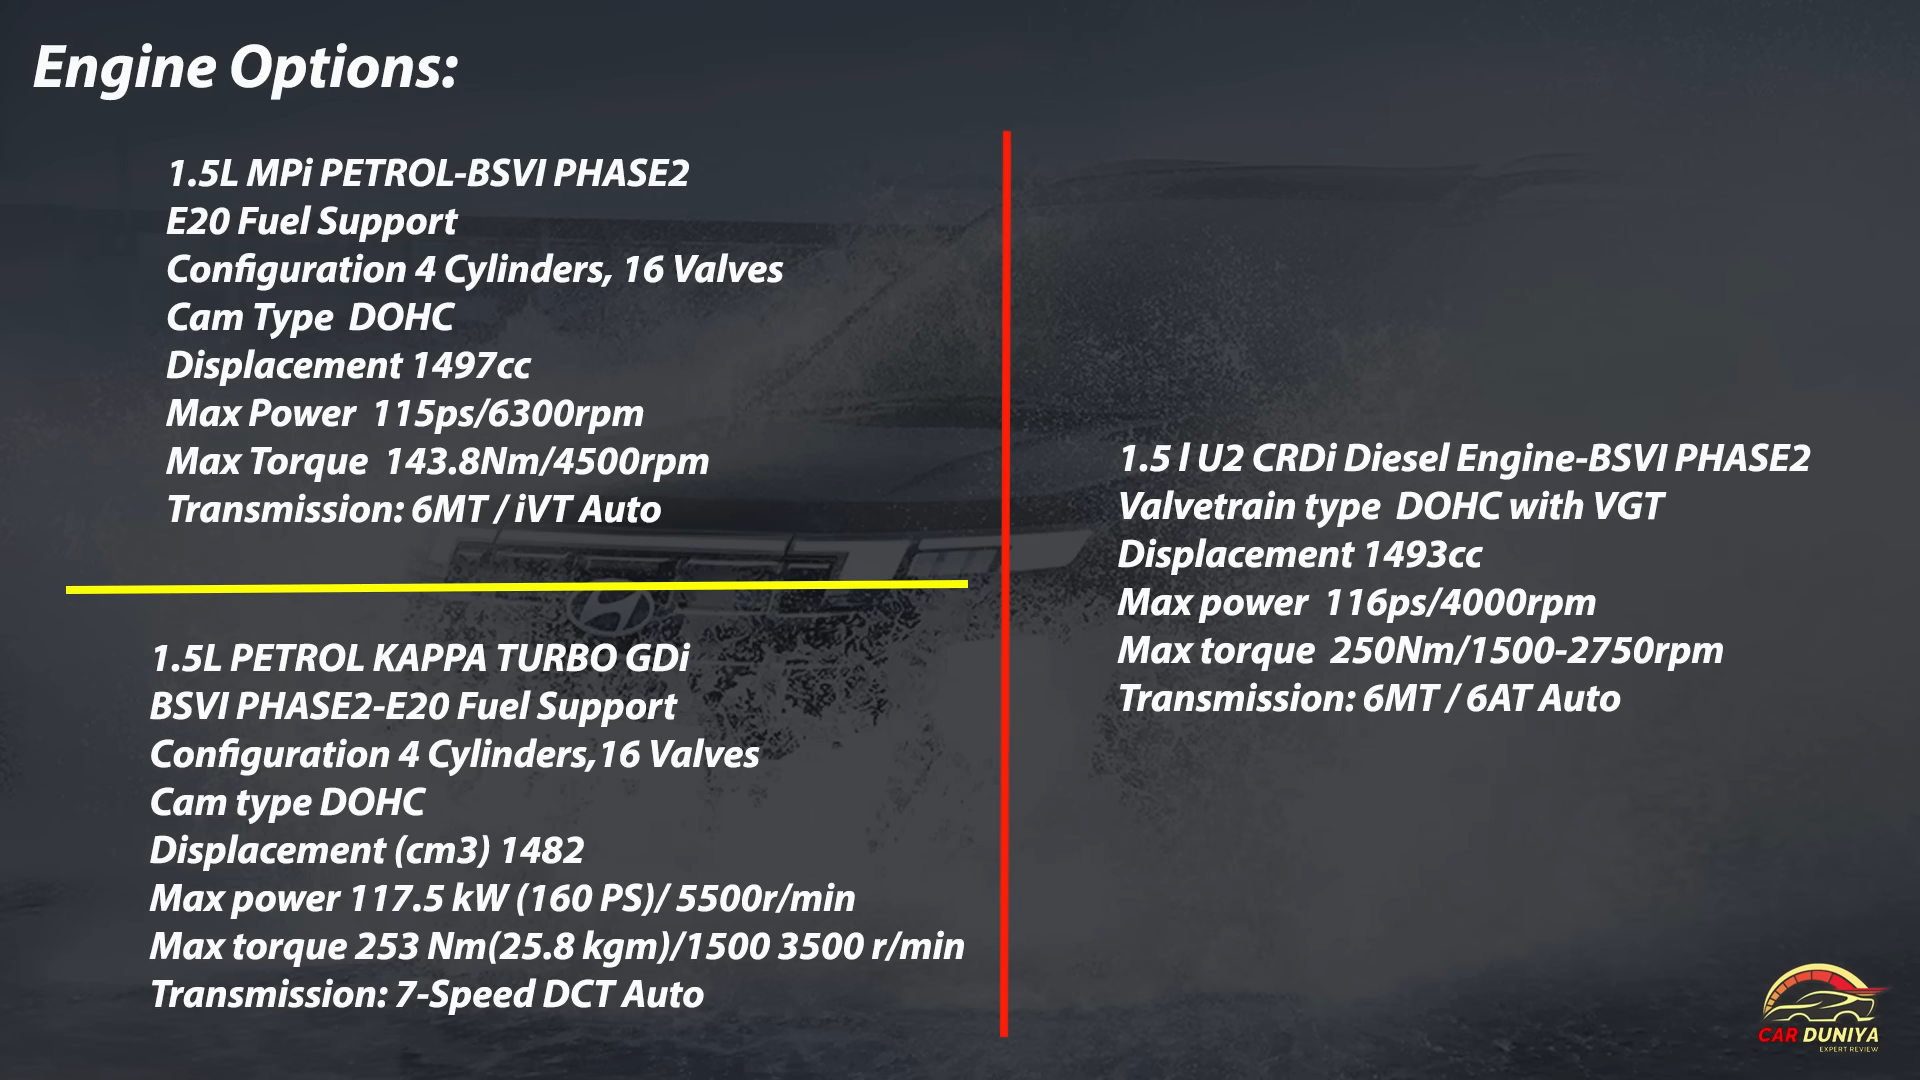 Engine Options:
1.5L MPi PETROL-BSVI PHASE2
E20 Fuel Support
Configuration 4 Cylinders, 16 Valves
Cam Type  DOHC
Displacement 1497cc
Max Power  115ps/6300rpm
Max Torque  143.8Nm/4500rpm
Transmission: 6MT / iVT Auto
1.5L PETROL KAPPA TURBO GDi
BSVI PHASE2-E20 Fuel Support
Configuration 4 Cylinders,16 Valves
Cam type DOHC
Displacement (cm3) 1482
Max power 117.5 kW (160 PS)/ 5500r/min
Max torque 253 Nm(25.8 kgm)/1500 3500 r/min
Transmission: 7-Speed DCT Auto
1.5 l U2 CRDi Diesel Engine-BSVI PHASE2
Valvetrain type  DOHC with VGT
Displacement 1493cc
Max power  116ps/4000rpm
Max torque  250Nm/1500-2750rpm
Transmission: 6MT / 6AT Auto
CAR DUNIYA
EXPERT REVIEW